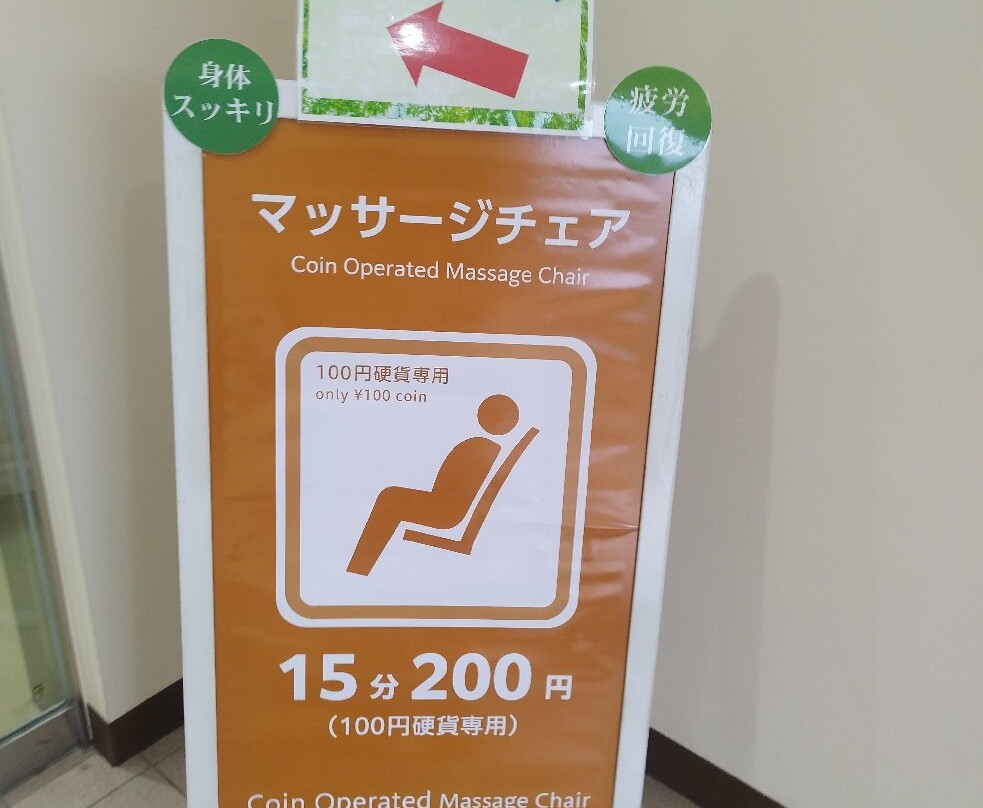 身体
スッキリ
疲労
回復
マッサージチェア
Coin Operated Massage Chair
100円硬貨専用
only ¥100 coin
15分200円
(100円硬貨専用)
Coin Operated Massage Chair